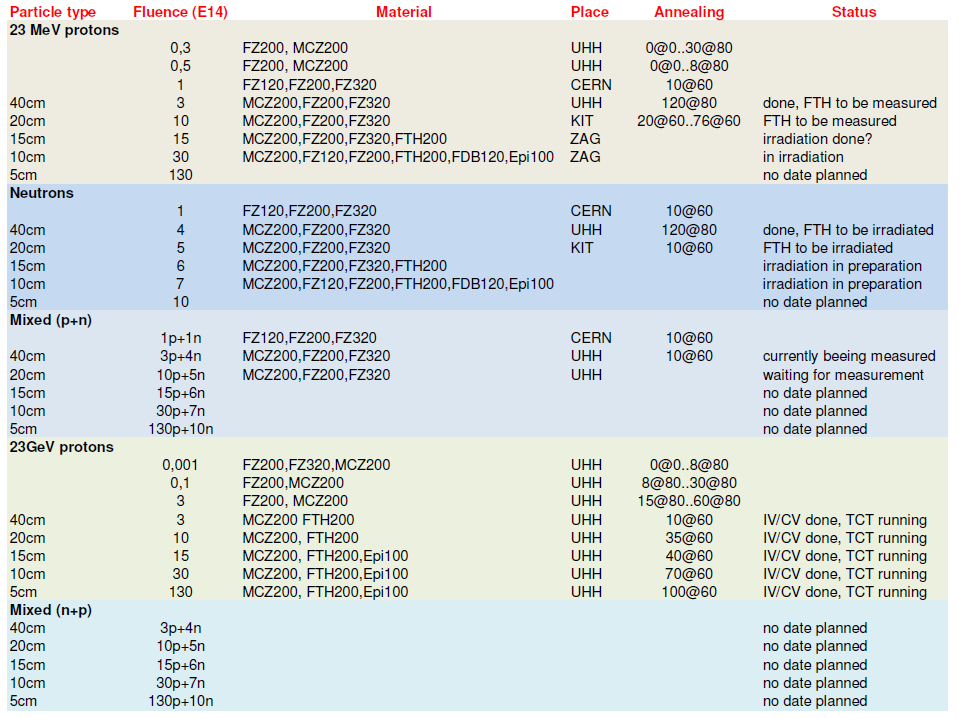 Particle type Fluence (E14) Material Place Annealing Status
23 MeV protons
0,3 FZ200, MCZ200 UHH 0@0..30@80
0,5 FZ200, MCZ200 UHH 0@0..8@80
1 FZ120,FZ200,FZ320 CERN 10@60
40cm 3 MCZ200,FZ200,FZ320 UHH 120@80 done, FTH to be measured
20cm 10 MCZ200,FZ200,FZ320 KIT 20@60..76@60 FTH to be measured
15cm 15 MCZ200,FZ200,FZ320,FTH200 ZAG irradiation done?
10cm 30 MCZ200,FZ120,FZ200,FTH200,FDB120,Epi100 ZAG in irradiation
5cm 130 no date planned
Neutrons
1 FZ120,FZ200,FZ320 CERN 10@60
40cm 4 MCZ200,FZ200,FZ320 UHH 120@80 done, FTH to be irradiated
20cm 5 MCZ200,FZ200,FZ320 KIT 10@60 FTH to be irradiated
15cm 6 MCZ200,FZ200,FZ320,FTH200 irradiation in preparation
10cm 7 MCZ200,FZ120,FZ200,FTH200,FDB120,Epi100 irradiation in preparation
5cm 10 no date planned
Mixed (p+n)
1p+1n FZ120,FZ200,FZ320 CERN 10@60
40cm 3p+4n MCZ200,FZ200,FZ320 UHH 10@60 currently beeing measured
20cm 10p+5n MCZ200,FZ200,FZ320 UHH waiting for measurement
15cm 15p+6n no date planned
10cm 30p+7n no date planned
5cm 130p+10n no date planned
23GeV protons
0,001 FZ200,FZ320,MCZ200 UHH 0@0..8@80
0,1 FZ200,MCZ200 UHH 8@80..30@80
3 FZ200, MCZ200 UHH 15@80..60@80
40cm 3 MCZ200 FTH200 UHH 10@60 IV/CV done, TCT running
20cm 10 MCZ200, FTH200 UHH 35@60 IV/CV done, TCT running
15cm 15 MCZ200, FTH200,Epi100 UHH 40@60 IV/CV done, TCT running
10cm 30 MCZ200, FTH200,Epi100 UHH 70@60 IV/CV done, TCT running
5cm 130 MCZ200, FTH200,Epi100 UHH 100@60 IV/CV done, TCT running
Mixed (n+p)
40cm 3p+4n no date planned
20cm 10p+5n no date planned
15cm 15p+6n no date planned
10cm 30p+7n no date planned
5cm 130p+10n no date planned